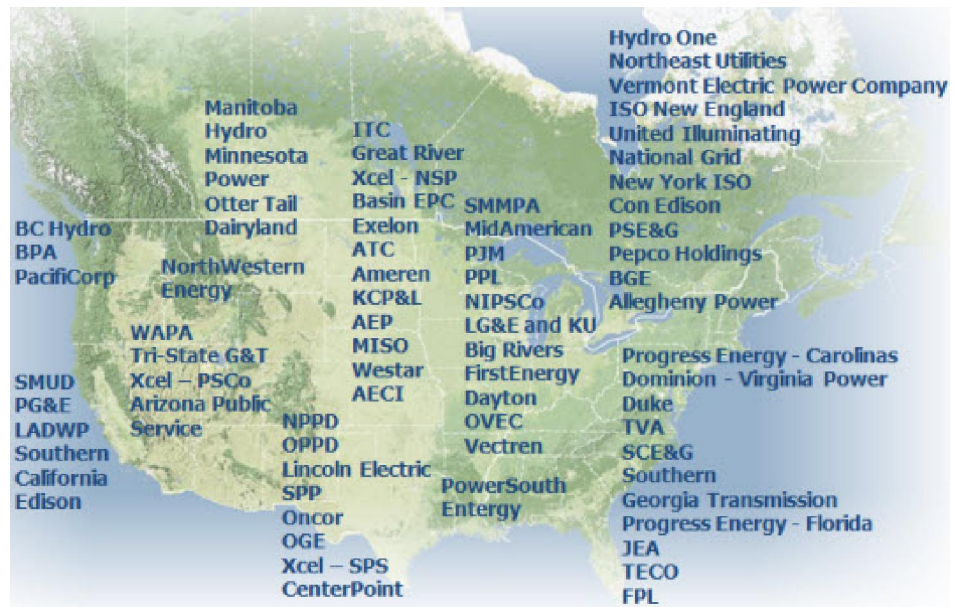 Hydro One
Northeast Utilities
Vermont Electric Power Company
ISO New England
United Illuminating
National Grid
New York ISO
Con Edison
PSE&G
Pepco Holdings
BGE
Allegheny Power
Manitoba
Hydro
Minnesota
Power
Otter Tail
Dairyland
ITC
Great River
Xcel - NSP
Basin EPC
Exelon
ATC
Ameren
KCP&L
AEP
MISO
Westar
AECI
SMMPA
MidAmerican
PJM
PPL
NIPSCo
LG&E and KU
Big Rivers
FirstEnergy
Dayton
OVEC
Vectren
BC Hydro
BPA
PacifiCorp
NorthWestern
Energy
WAPA
Tri-State G&T
Xcel – PSCo
Arizona Public
Service
SMUD
PG&E
LADWP
Southern
California
Edison
NPPD
OPPD
Lincoln Electric
SPP
Oncor
OGE
Xcel – SPS
CenterPoint
PowerSouth
Entergy
Progress Energy - Carolinas
Dominion - Virginia Power
Duke
TVA
SCE&G
Southern
Georgia Transmission
Progress Energy - Florida
JEA
TECO
FPL